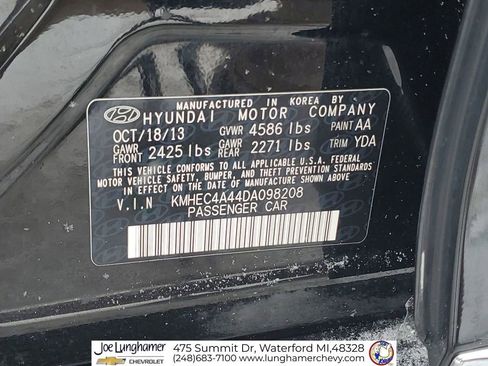 MANUFACTURED IN KOREA BY
HYUNDAI MOTOR COMPANY
OCT/18/13 GVWR 4586 lbs PAINT AA
GAWR FRONT 2425 lbs GAWR REAR 2271 lbs TRIM YDA
THIS VEHICLE CONFORMS TO ALL APPLICABLE U.S.A. FEDERAL
MOTOR VEHICLE SAFETY, BUMPER, AND THEFT PREVENTION
STANDARDS IN EFFECT ON THE DATE OF MANUFACTURE SHOWN ABOVE.
V.I.N KMHEC4A44DA098208
PASSENGER CAR
Joe Lunghamer
CHEVROLET
475 Summit Dr, Waterford MI,48328
(248)683-7100 www.lunghamerchevy.com